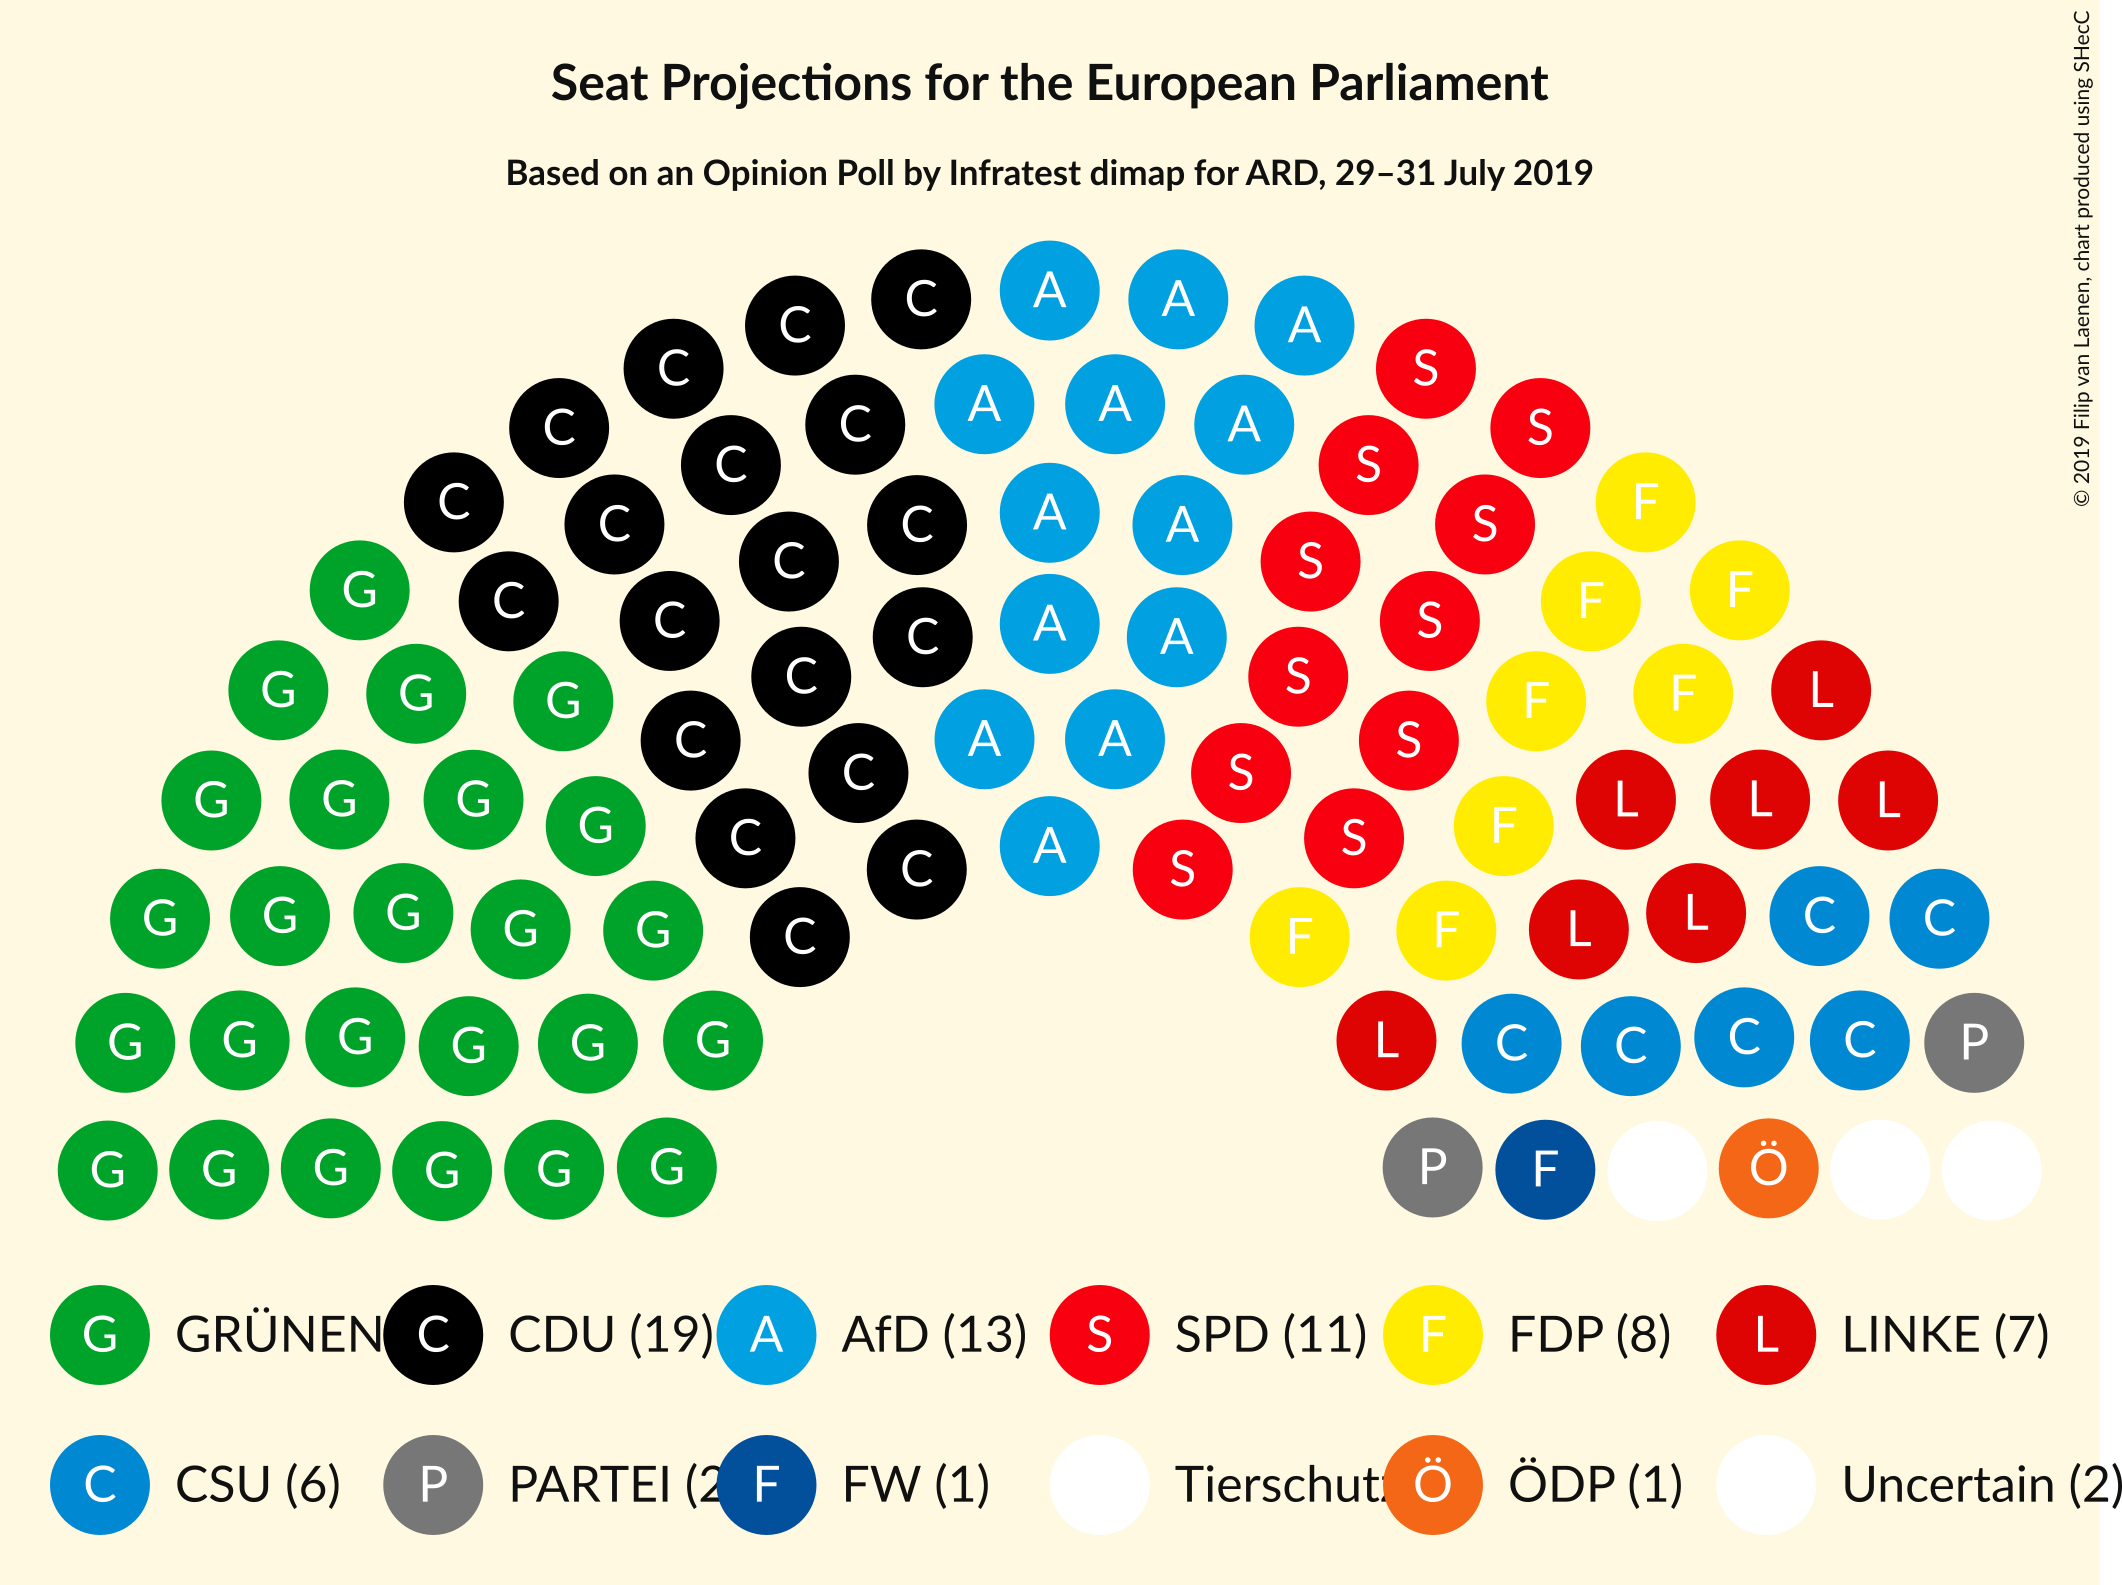 Seat Projections for the European Parliament
Based on an Opinion Poll by Infratest dimap for ARD, 29–31 July 2019
© 2019 Filip van Laenen, chart produced using SHecC
C A A
C A
C S
C A A S
C C A
C S
C F
C C A A S
C S
G C C A A S F F
G G G C C A S S F F L
C A A S
G G G G C S F L L L
C C A S S
G G G G G C F F L L C C
G G G G G G L C C C C P
G G G G G G P F Ö
G GRÜNEN C CDU (19) A AfD (13) S SPD (11) F FDP (8) L LINKE (7)
C CSU (6) P PARTEI (2 F FW (1) Tierschutz Ö ÖDP (1) Uncertain (2)